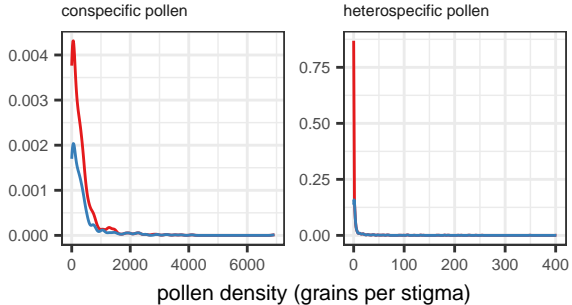 conspecific pollen
heterospecific pollen
0.004
0.003
0.002
0.001
0.000
0 2000 4000 6000
0.75
0.50
0.25
0.00
0 100 200 300 400
pollen density (grains per stigma)